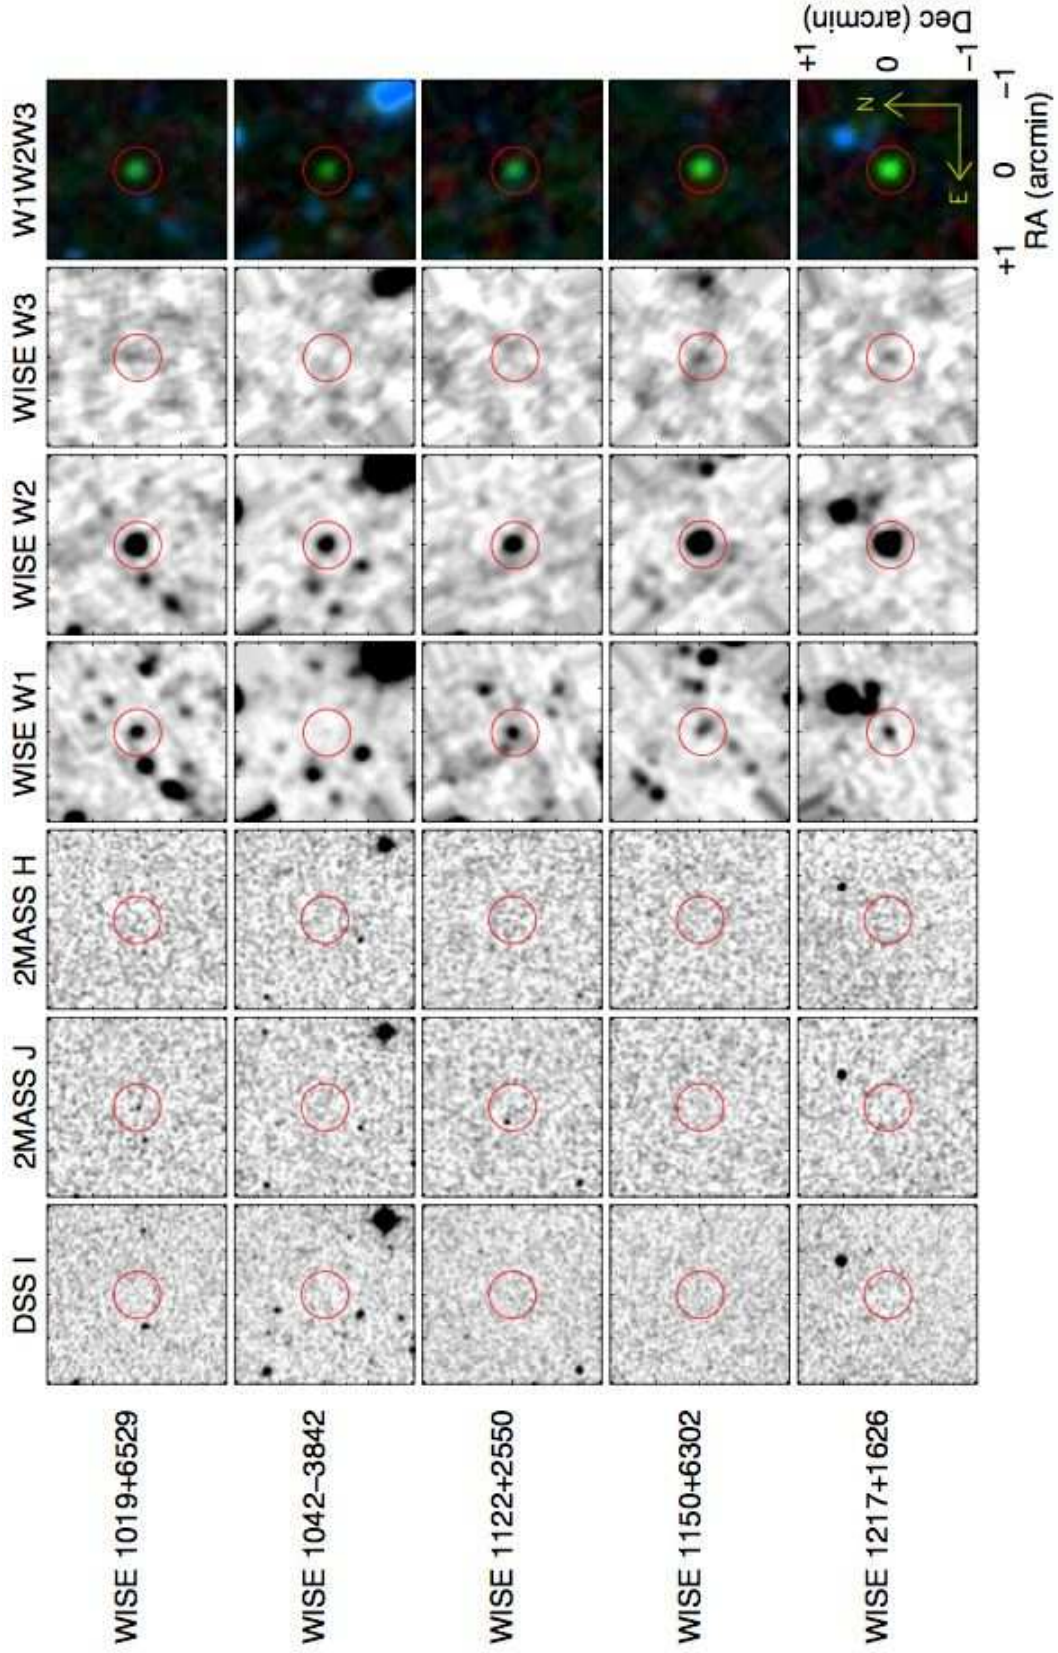 DSS I 2MASS J 2MASS H WISE W1 WISE W2 WISE W3 W1W2W3
WISE 1019+6529
WISE 1042−3842
WISE 1122+2550
WISE 1150+6302
WISE 1217+1626
N
E
+1 0 −1
RA (arcmin)
+1
0
−1
Dec (arcmin)